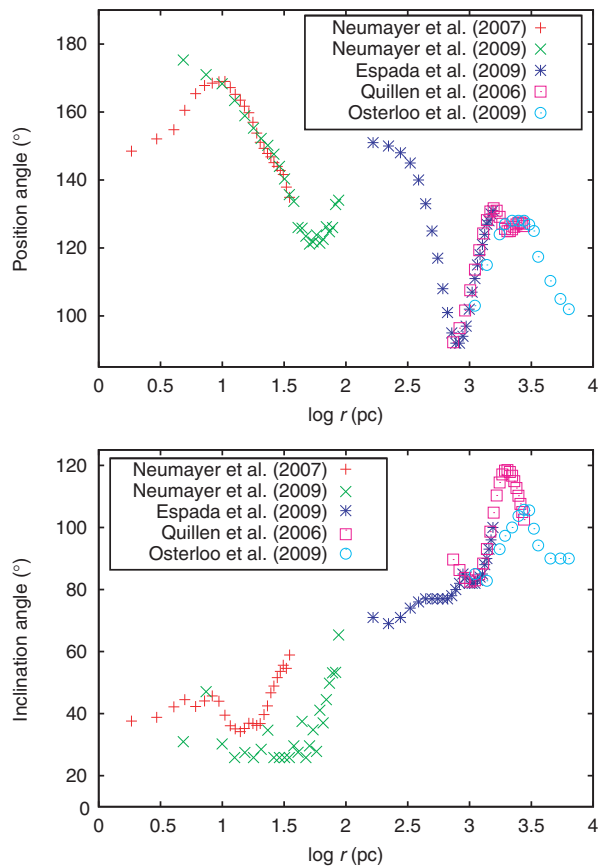 180
160
140
120
100
Position angle (°)
Neumayer et al. (2007)
Neumayer et al. (2009)
Espada et al. (2009)
Quillen et al. (2006)
Osterloo et al. (2009)
0 0.5 1 1.5 2 2.5 3 3.5 4
log r (pc)
120
100
80
60
40
20
0
Inclination angle (°)
Neumayer et al. (2007)
Neumayer et al. (2009)
Espada et al. (2009)
Quillen et al. (2006)
Osterloo et al. (2009)
0 0.5 1 1.5 2 2.5 3 3.5 4
log r (pc)